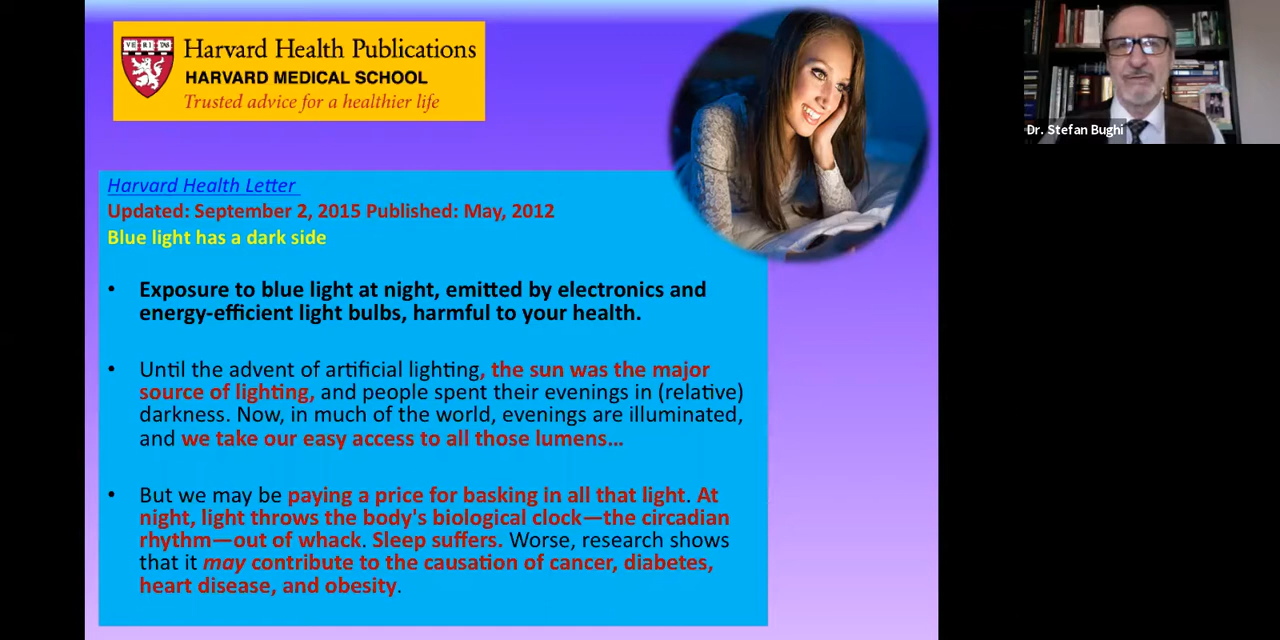 VE RI TAS
Harvard Health Publications
HARVARD MEDICAL SCHOOL
Trusted advice for a healthier life
Dr. Stefan Bughi
Harvard Health Letter
Updated: September 2, 2015 Published: May, 2012
Blue light has a dark side
• Exposure to blue light at night, emitted by electronics and
energy-efficient light bulbs, harmful to your health.
• Until the advent of artificial lighting, the sun was the major
source of lighting, and people spent their evenings in (relative)
darkness. Now, in much of the world, evenings are illuminated,
and we take our easy access to all those lumens…
• But we may be paying a price for basking in all that light. At
night, light throws the body's biological clock—the circadian
rhythm—out of whack. Sleep suffers. Worse, research shows
that it may contribute to the causation of cancer, diabetes,
heart disease, and obesity.